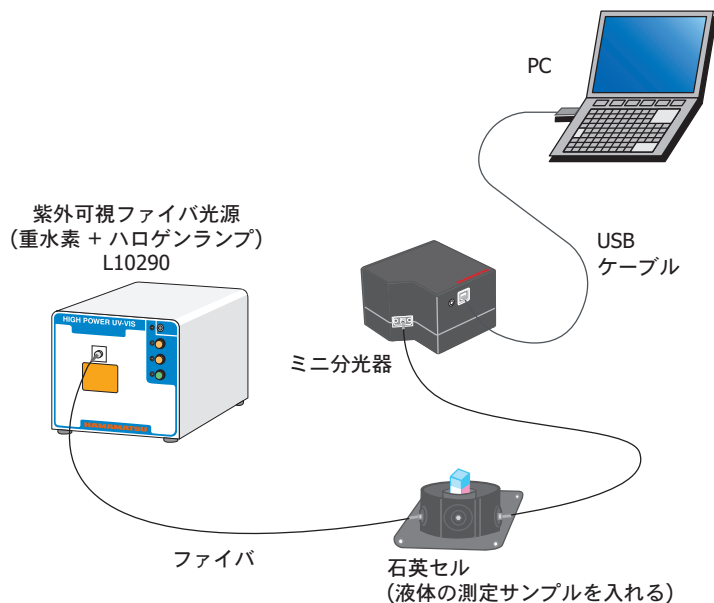 PC
紫外可視ファイバ光源
(重水素 + ハロゲンランプ)
L10290
USB
ケーブル
HIGH POWER UV-VIS
ミニ分光器
HAMAMATSU
ファイバ
石英セル
(液体の測定サンプルを入れる)